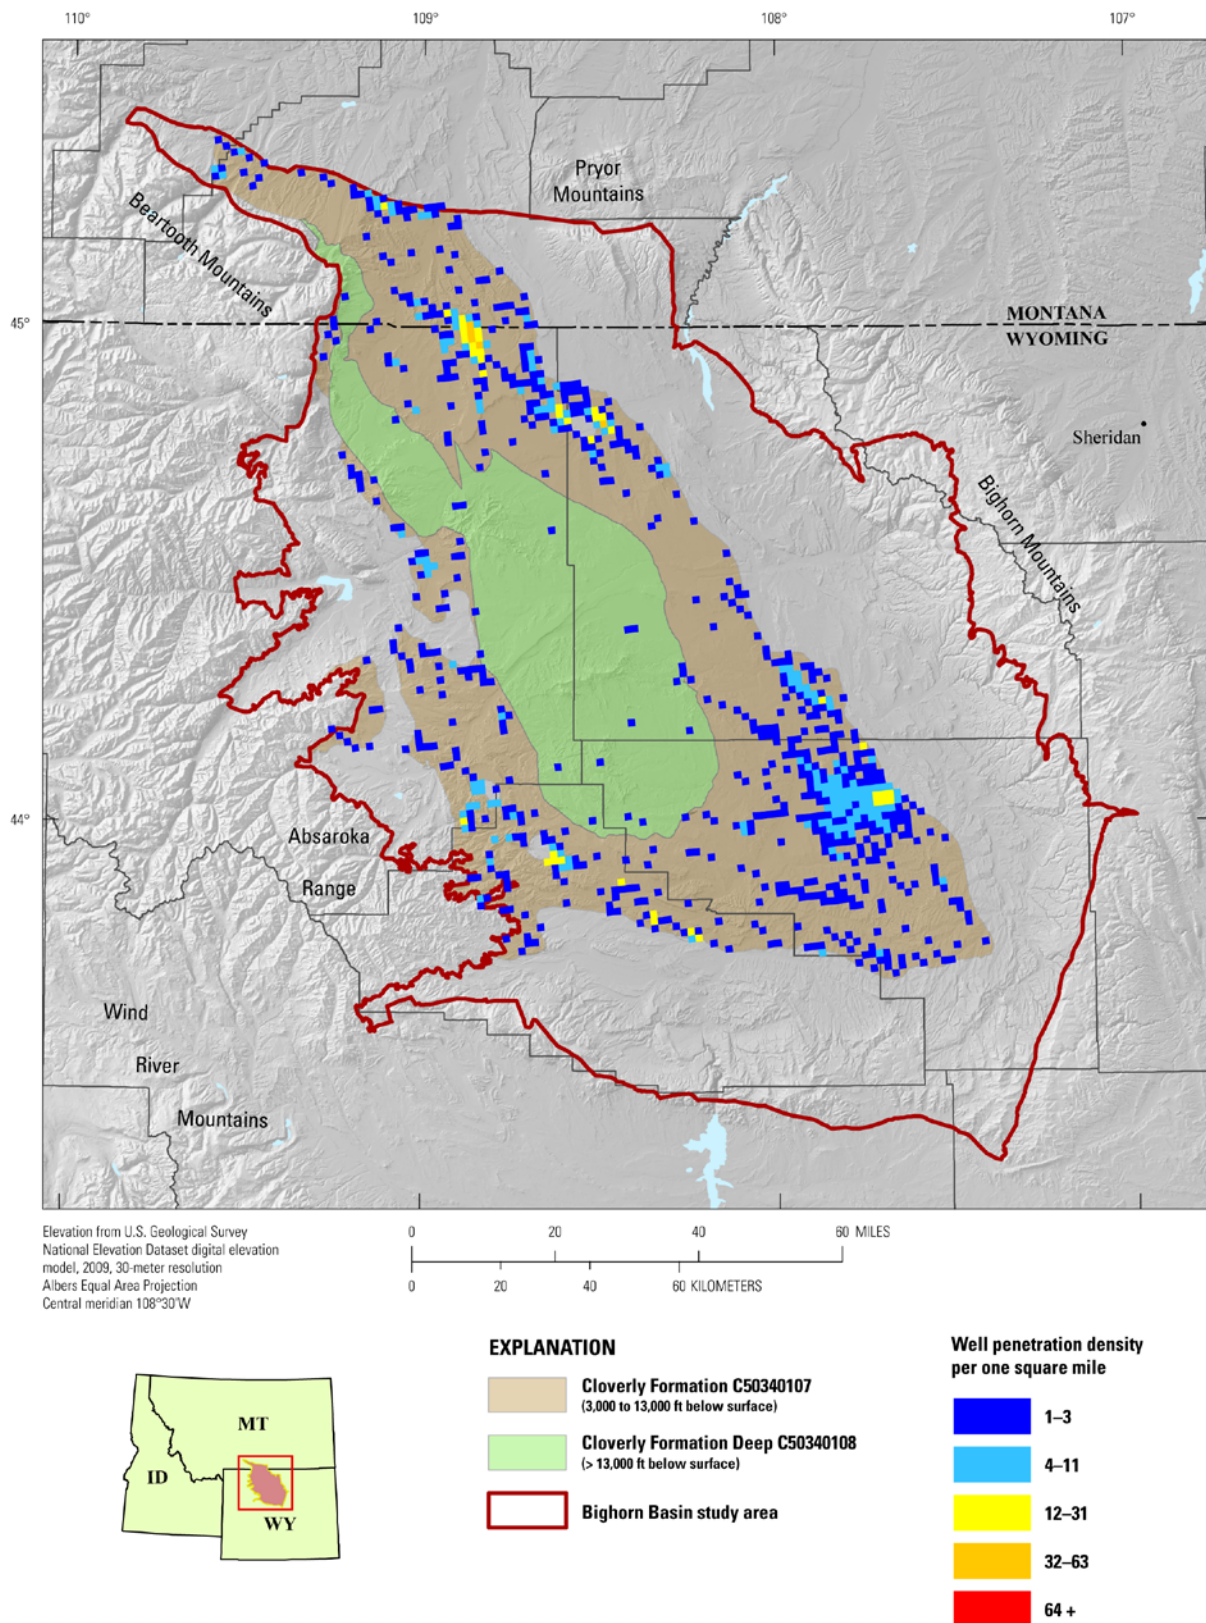 110°
109°
108°
107°
Pryor
Mountains
Beartooth Mountains
45°
MONTANA
WYOMING
Sheridan
Bighorn Mountains
44°
Absaroka
Range
Wind
River
Mountains
Elevation from U.S. Geological Survey
National Elevation Dataset digital elevation
model, 2009, 30-meter resolution
Albers Equal Area Projection
Central meridian 108°30'W
0 20 40 60 MILES
0 20 40 60 KILOMETERS
EXPLANATION
Cloverly Formation C50340107
(3,000 to 13,000 ft below surface)
Cloverly Formation Deep C50340108
(> 13,000 ft below surface)
Bighorn Basin study area
Well penetration density
per one square mile
1–3
4–11
12–31
32–63
64 +
MT
ID
WY